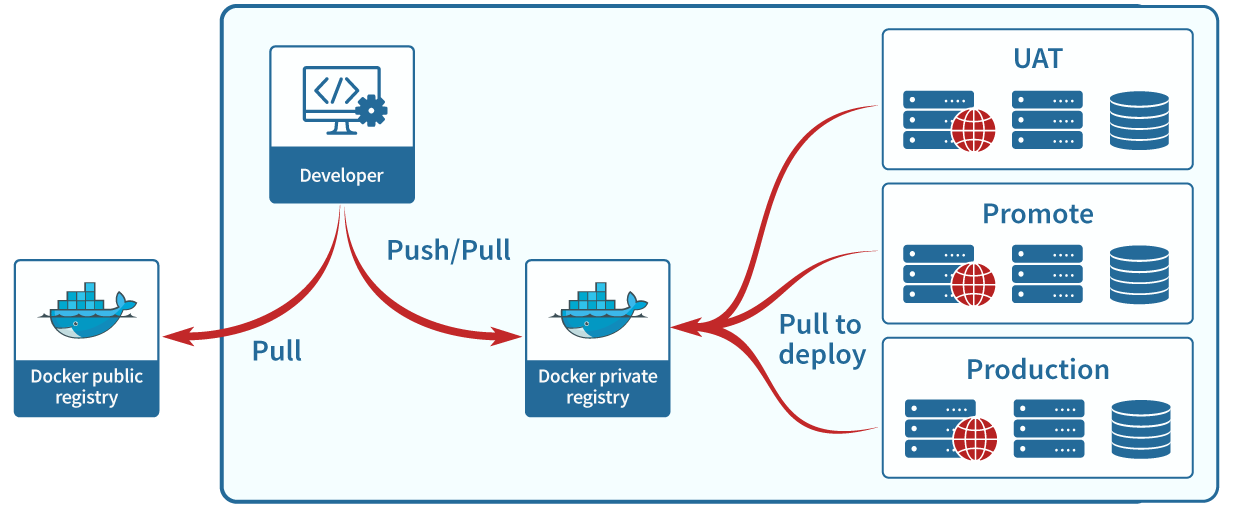 Developer
Push/Pull
Docker public
registry
Pull
Docker private
registry
Pull to
deploy
UAT
Promote
Production